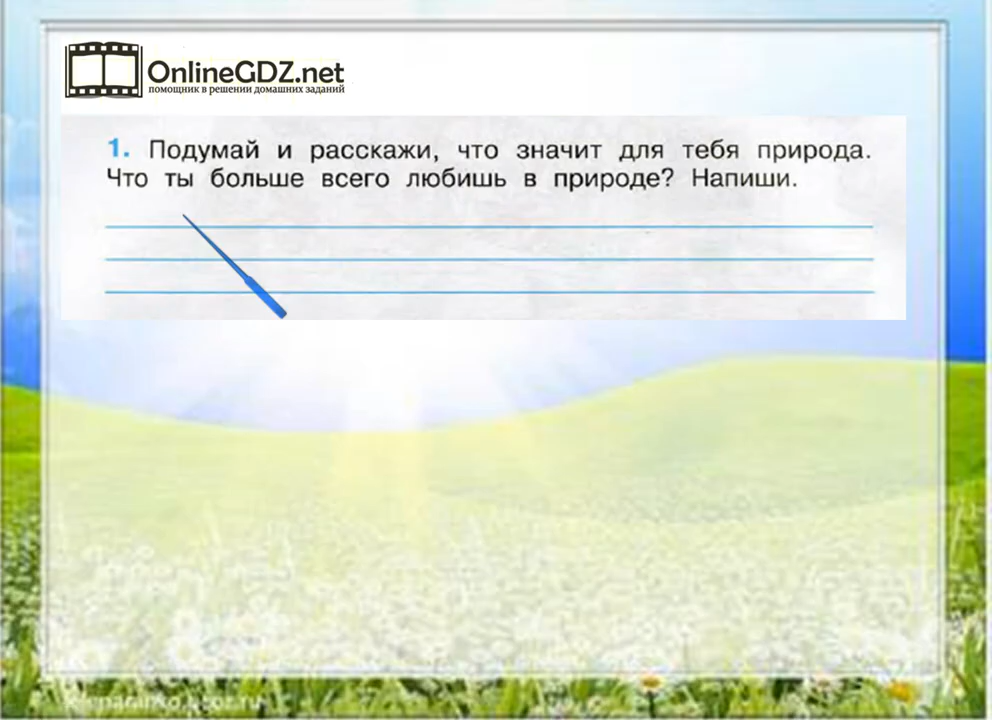 OnlineGDZ.net
помощник в решении домашних заданий
1. Подумай и расскажи, что значит для тебя природа.
Что ты больше всего любишь в природе? Напиши.